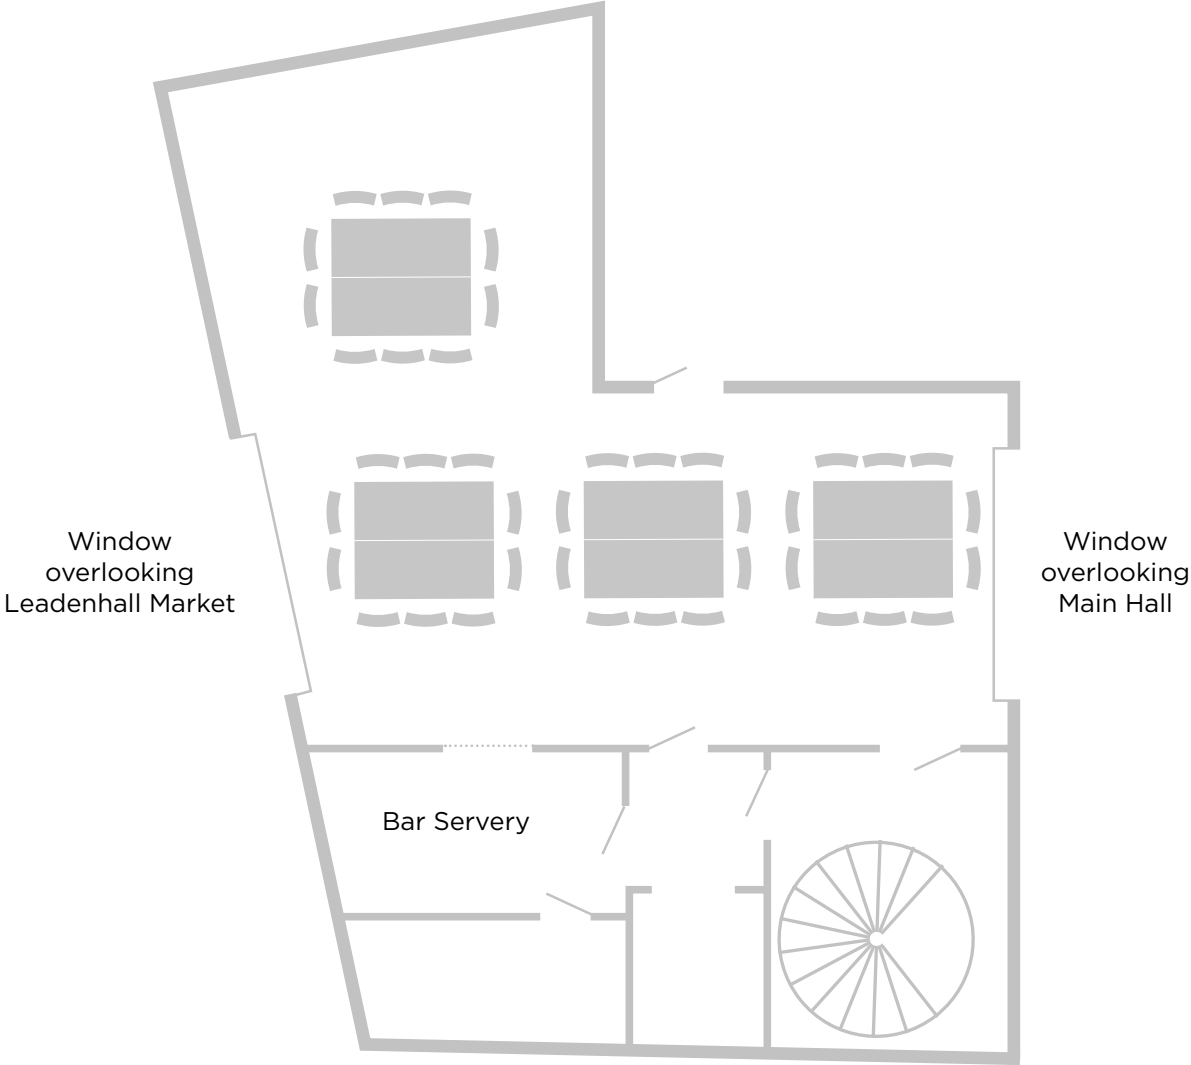 Window
overlooking
Leadenhall Market
Window
overlooking
Main Hall
Bar Servery